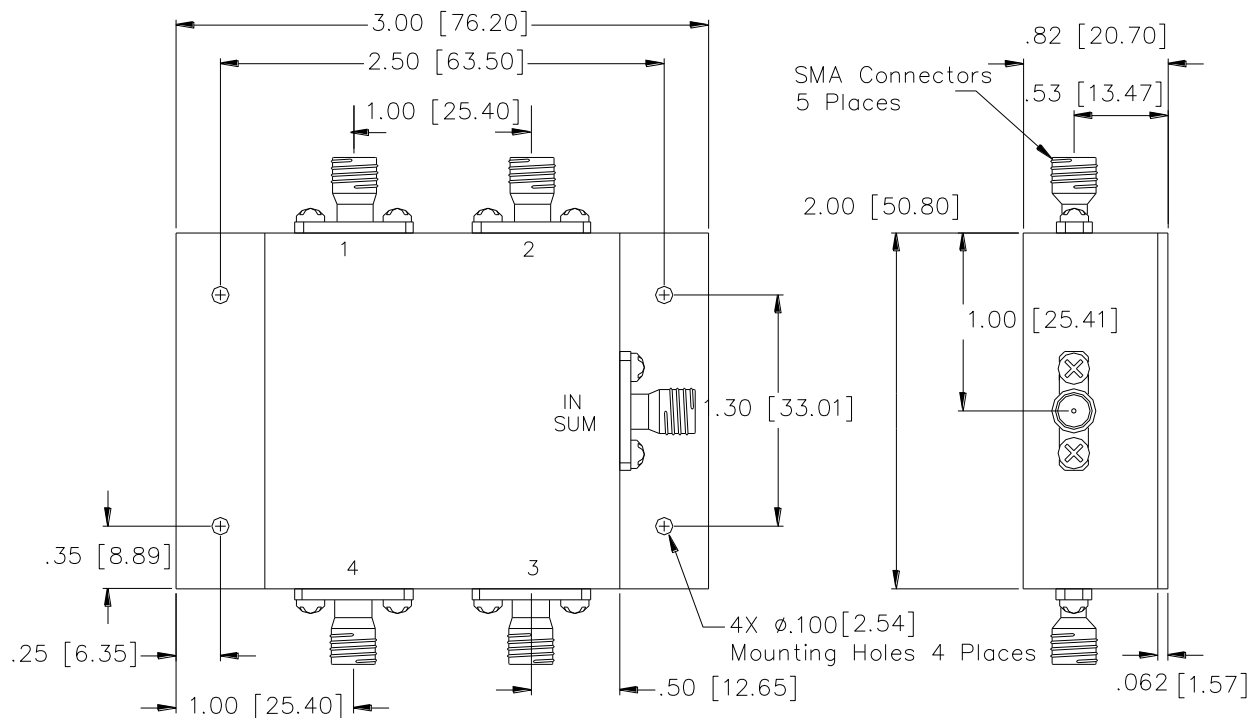 3.00 [76.20]
.82 [20.70]
2.50 [63.50]
SMA Connectors
5 Places
.53 [13.47]
1.00 [25.40]
2.00 [50.80]
1
2
1.00 [25.41]
IN
SUM
1.30 [33.01]
.35 [8.89]
4
3
4X ø.100[2.54]
Mounting Holes 4 Places
.25 [6.35]
.50 [12.65]
.062 [1.57]
1.00 [25.40]